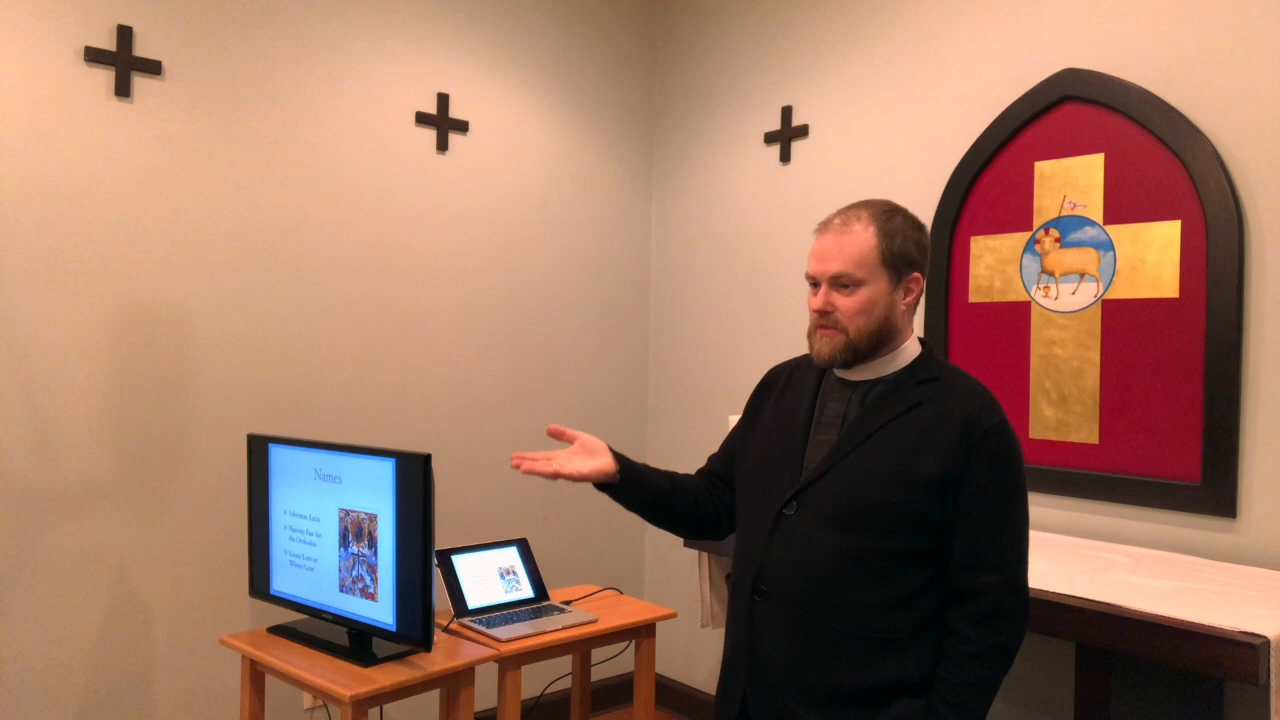 Names
Adventus, Latin
Nativity Fast for
the Orthodox
Lesser Lent or
Winter Lent